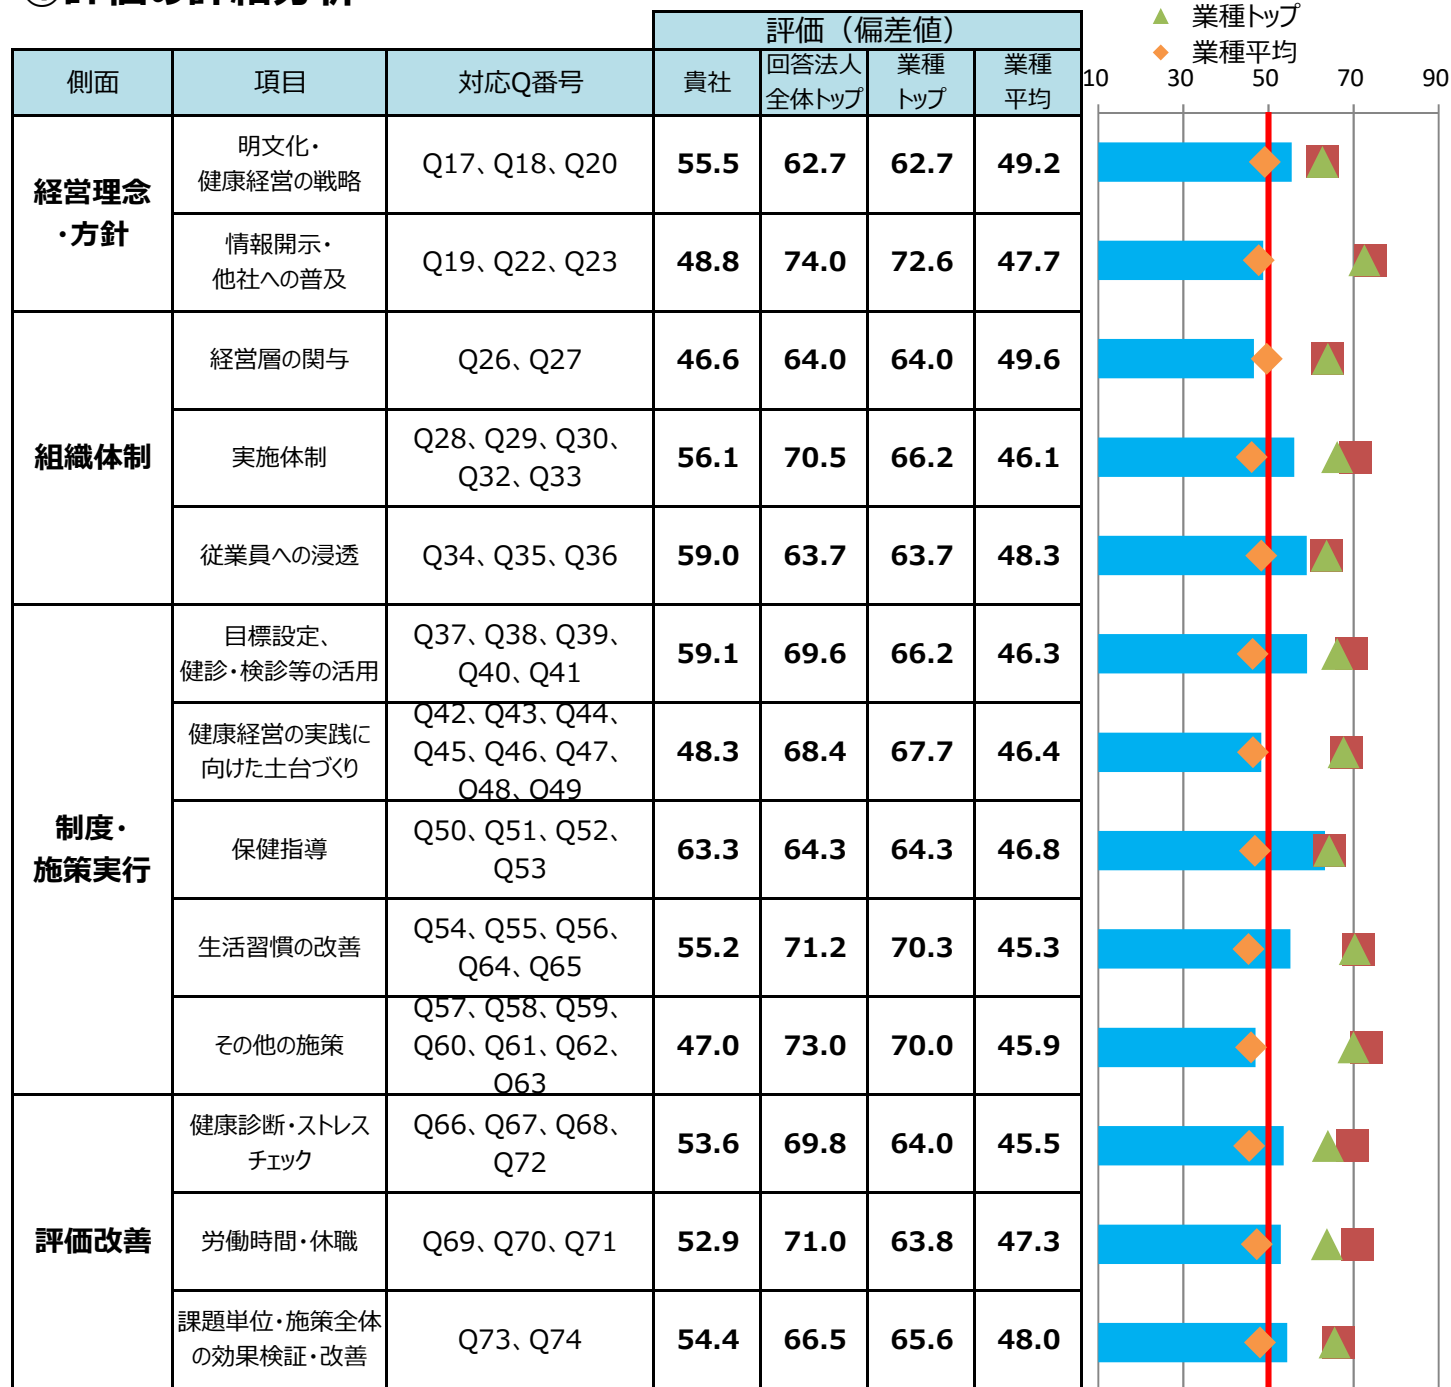 ①評価の詳細分析
▲ 業種トップ
◆ 業種平均
評価（偏差値）
側面 項目 対応Q番号 貴社 回答法人 業種 業種
全体トップ トップ 平均
10 30 50 70 90
経営理念
・方針
明文化・
健康経営の戦略
Q17、Q18、Q20 55.5 62.7 62.7 49.2
情報開示・
他社への普及
Q19、Q22、Q23 48.8 74.0 72.6 47.7
組織体制
経営層の関与 Q26、Q27 46.6 64.0 64.0 49.6
実施体制
Q28、Q29、Q30、
Q32、Q33
56.1 70.5 66.2 46.1
従業員への浸透 Q34、Q35、Q36 59.0 63.7 63.7 48.3
制度・
施策実行
目標設定、
健診・検診等の活用
Q37、Q38、Q39、
Q40、Q41
59.1 69.6 66.2 46.3
健康経営の実践に
向けた土台づくり
Q42、Q43、Q44、
Q45、Q46、Q47、
Q48、Q49
48.3 68.4 67.7 46.4
保健指導
Q50、Q51、Q52、
Q53
63.3 64.3 64.3 46.8
生活習慣の改善
Q54、Q55、Q56、
Q64、Q65
55.2 71.2 70.3 45.3
その他の施策
Q57、Q58、Q59、
Q60、Q61、Q62、
Q63
47.0 73.0 70.0 45.9
評価改善
健康診断・ストレス
チェック
Q66、Q67、Q68、
Q72
53.6 69.8 64.0 45.5
労働時間・休職 Q69、Q70、Q71 52.9 71.0 63.8 47.3
課題単位・施策全体
の効果検証・改善
Q73、Q74 54.4 66.5 65.6 48.0